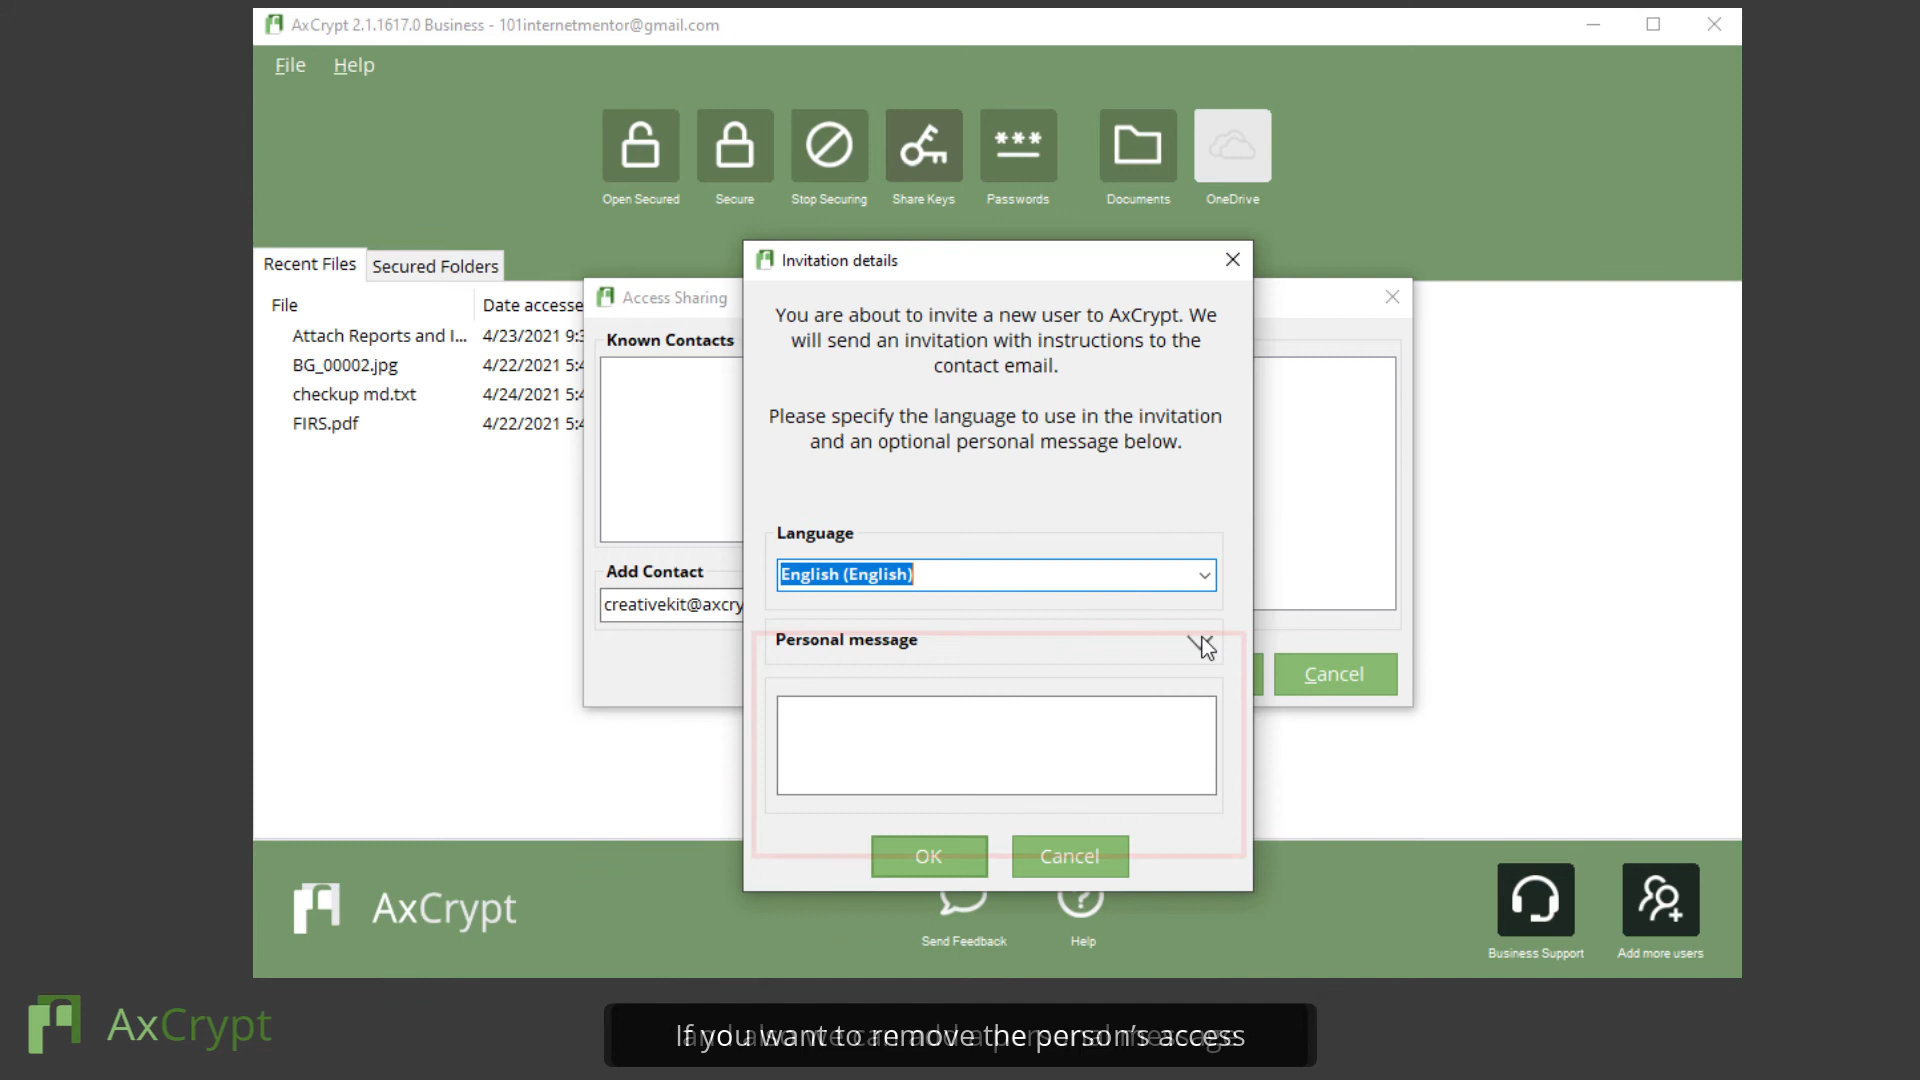 AxCrypt 2.1.1617.0 Business - 101internetmentor@gmail.com
File Help
Open Secured Secure Stop Securing Share Keys Passwords Documents OneDrive
Recent Files Secured Folders
File Date accesse
Attach Reports and I... 4/23/2021 9:3
BG_00002.jpg 4/22/2021 5:4
checkup md.txt 4/24/2021 5:4
FIRS.pdf 4/22/2021 5:4
Access Sharing
Known Contacts
Add Contact
creativekit@axcry
Cancel
Invitation details
You are about to invite a new user to AxCrypt. We
will send an invitation with instructions to the
contact email.
Please specify the language to use in the invitation
and an optional personal message below.
Language
English (English)
Personal message
OK Cancel
AxCrypt
Send Feedback Help
Business Support Add more users
AxCrypt
If you want to remove the person's access